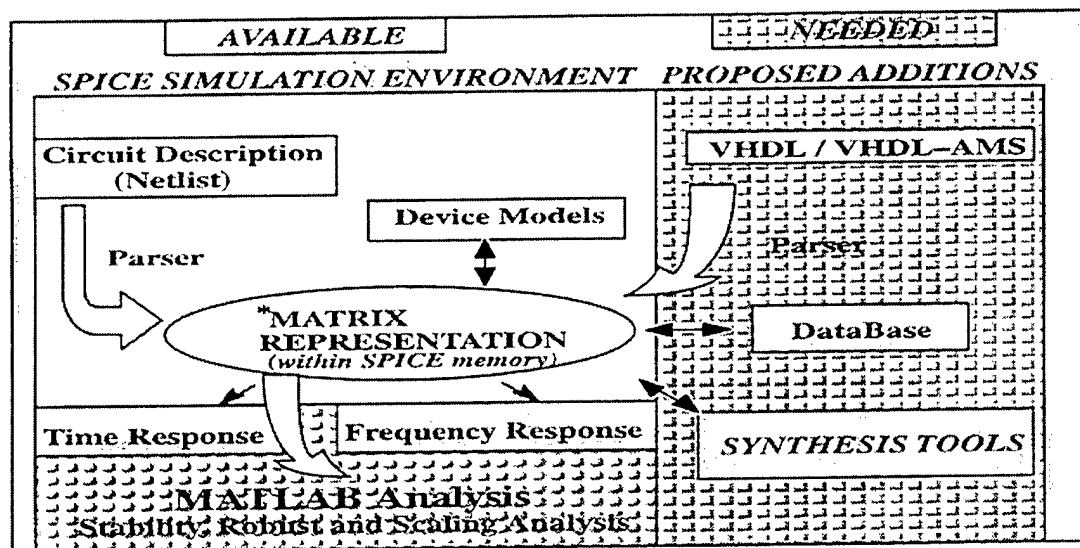 AVAILABLE
NEEDED
SPICE SIMULATION ENVIRONMENT
PROPOSED ADDITIONS
Circuit Description
(Netlist)
VHDL / VHDL-AMS
Device Models
Parser
Parser
*MATRIX
REPRESENTATION
(within SPICE memory)
DataBase
Time Response
Frequency Response
SYNTHESIS TOOLS
MATLAB Analysis
Stability, Robust and Scaling Analysis